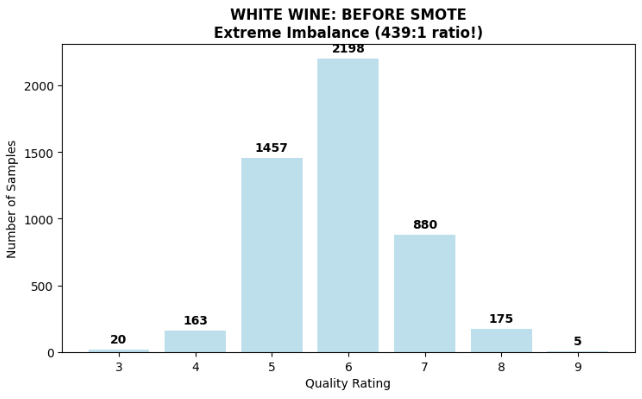 WHITE WINE: BEFORE SMOTE
Extreme Imbalance (439:1 ratio!)
2198
2000
1457
1500
Number of Samples
1000
880
500
20
163
175
5
0
3 4 5 6 7 8 9
Quality Rating